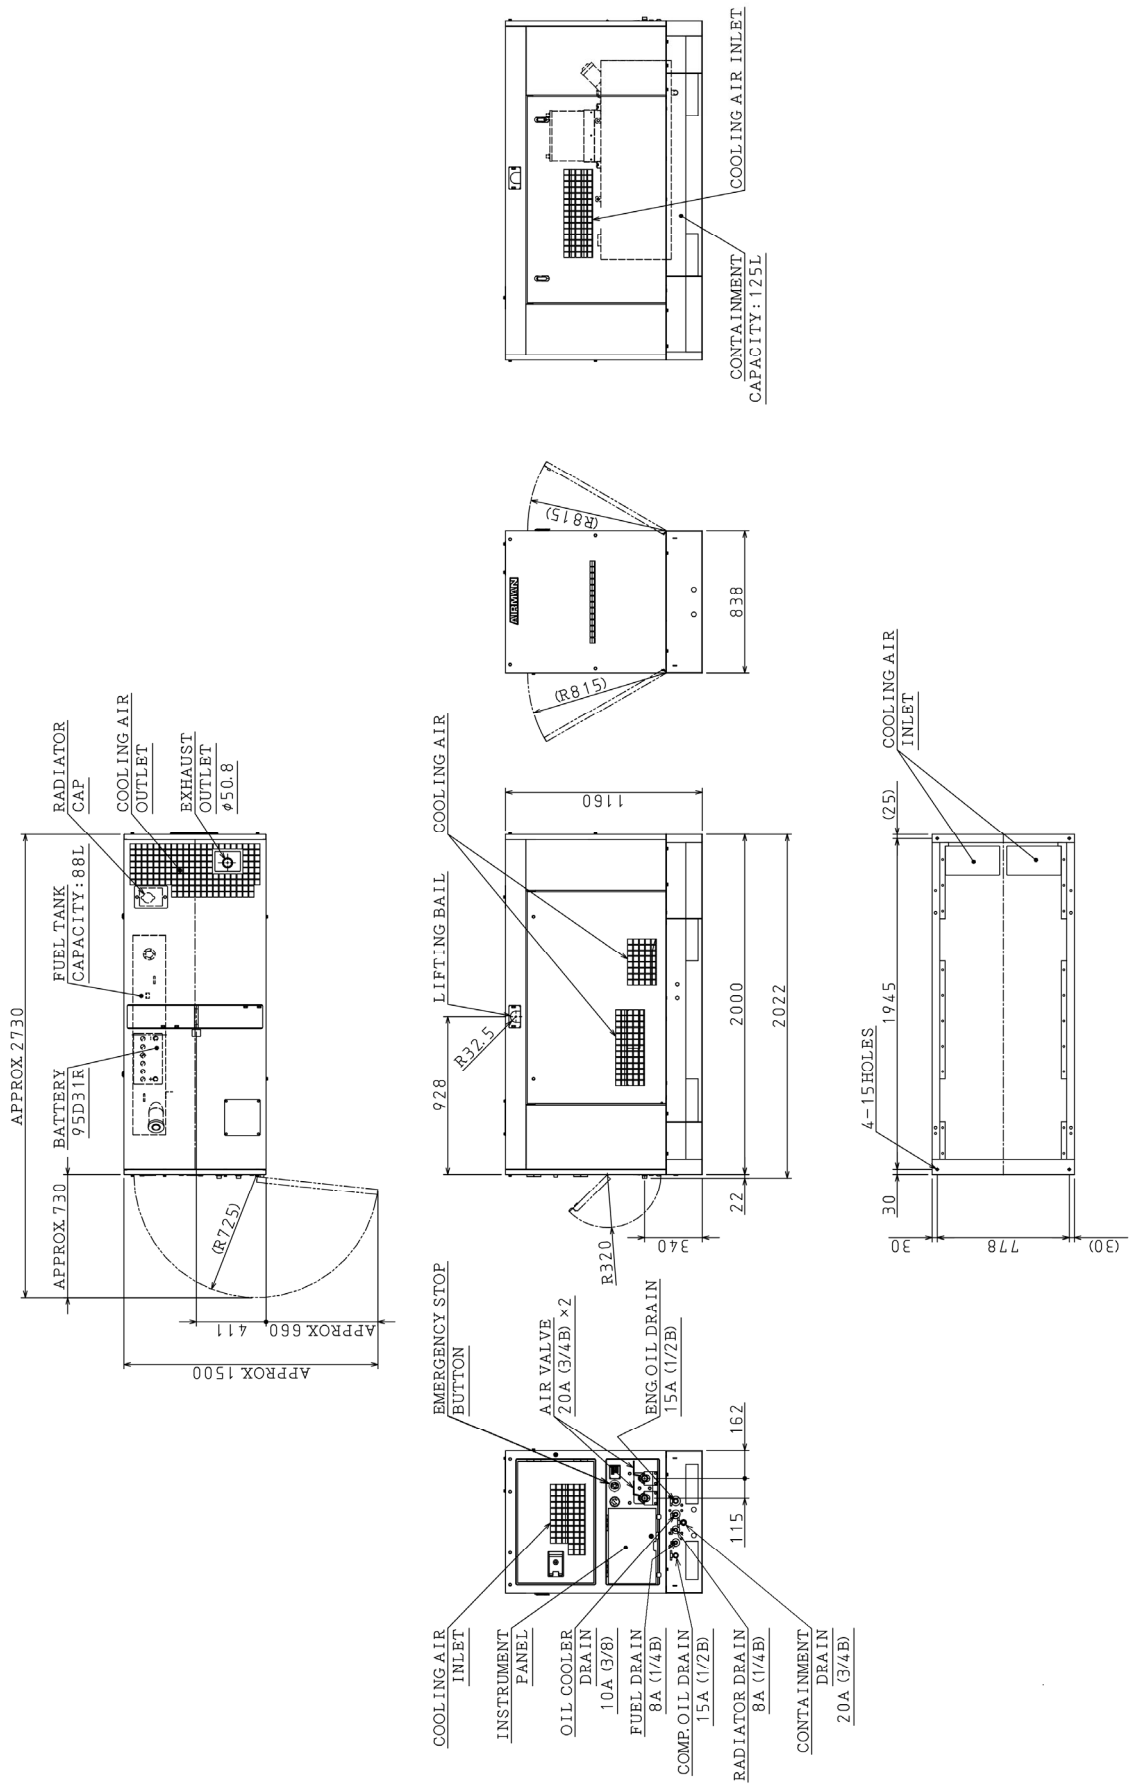 APPROX.2730
APPROX.730
BATTERY
95D31R
FUEL TANK
CAPACITY:88L
RADIATOR
CAP
COOLING AIR
OUTLET
EXHAUST
OUTLET
φ50.8
(R725)
411
APPROX.660
APPROX.1500
EMERGENCY STOP
BUTTON
AIR VALVE
20A (3/4B) ×2
ENG.OIL DRAIN
15A (1/2B)
COOLING AIR
INLET
INSTRUMENT
PANEL
OIL COOLER
DRAIN
10A (3/8)
FUEL DRAIN
8A (1/4B)
COMP.OIL DRAIN
15A (1/2B)
RADIATOR DRAIN
8A (1/4B)
CONTAINMENT
DRAIN
20A (3/4B)
115
162
928
LIFTING BAIL
R32.5
COOLING AIR
1160
R320
340
22
2000
2022
AIRMAN
(R815)
(R815)
838
COOLING AIR INLET
CONTAINMENT
CAPACITY:125L
4-15HOLES
30
1945
(25)
COOLING AIR
INLET
30
778
(30)